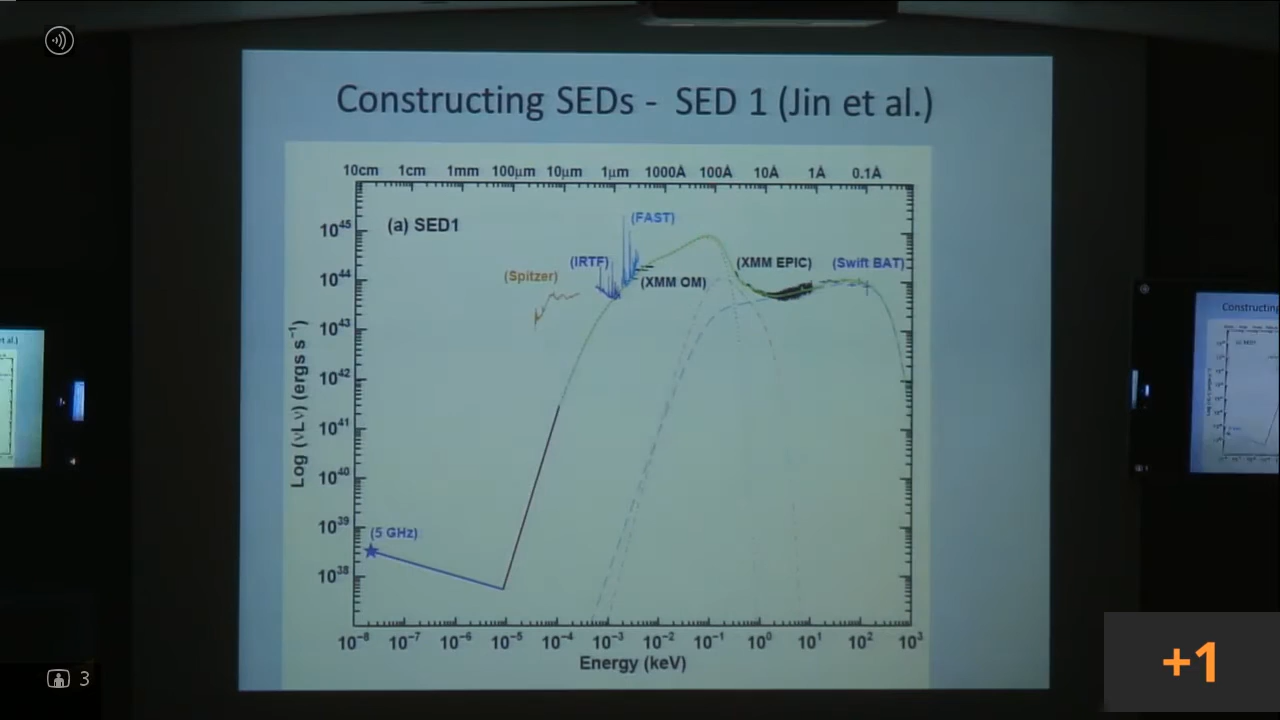 Constructing SEDs - SED 1 (Jin et al.)
10cm 1cm 1mm 100μm 10μm 1μm 1000Å 100Å 10Å 1Å 0.1Å
(a) SED1
(FAST)
(Spitzer)
(IRTF)
(XMM OM)
(XMM EPIC)
(Swift BAT)
(5 GHz)
Log (νLν) (ergs s⁻¹)
10⁴⁵
10⁴⁴
10⁴³
10⁴²
10⁴¹
10⁴⁰
10³⁹
10³⁸
10⁻⁸ 10⁻⁷ 10⁻⁶ 10⁻⁵ 10⁻⁴ 10⁻³ 10⁻² 10⁻¹ 10⁰ 10¹ 10² 10³
Energy (keV)
Constructin
3
+1